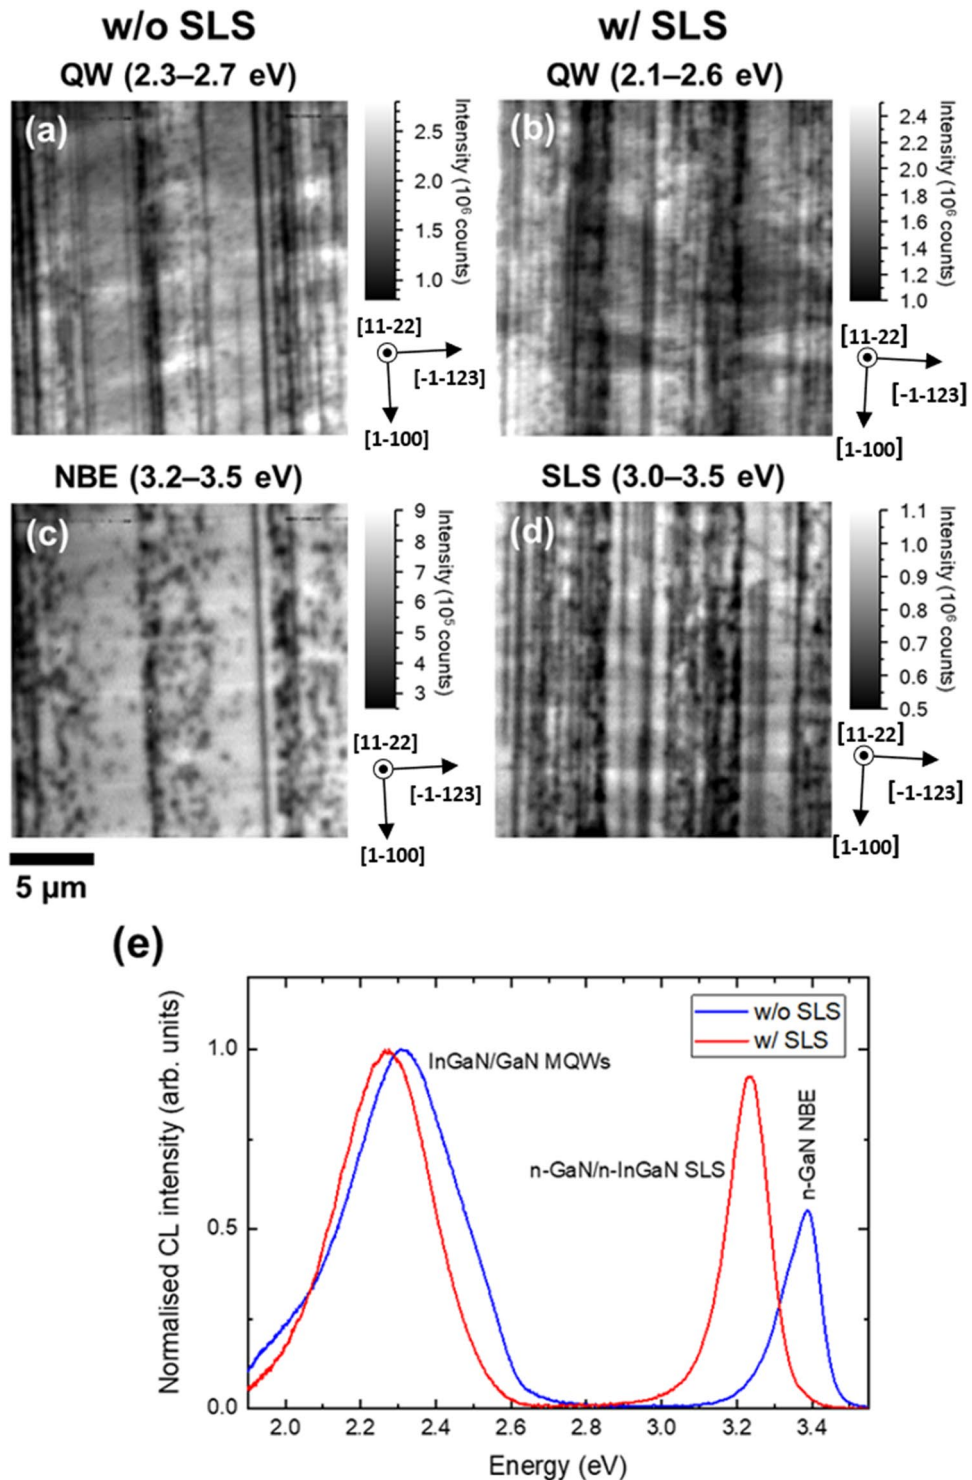 w/o SLS
w/ SLS
QW (2.3–2.7 eV)
QW (2.1–2.6 eV)
(a)
2.5
2.0
1.5
1.0
Intensity (10⁶ counts)
[11-22]
[-1-123]
[1-100]
(b)
2.4
2.2
2.0
1.8
1.6
1.4
1.2
1.0
Intensity (10⁶ counts)
[11-22]
[-1-123]
[1-100]
NBE (3.2–3.5 eV)
SLS (3.0–3.5 eV)
(c)
9
8
7
6
5
4
3
Intensity (10⁵ counts)
[11-22]
[-1-123]
[1-100]
(d)
1.1
1.0
0.9
0.8
0.7
0.6
0.5
Intensity (10⁶ counts)
[11-22]
[-1-123]
[1-100]
5 µm
(e)
w/o SLS
w/ SLS
InGaN/GaN MQWs
n-GaN/n-InGaN SLS
n-GaN NBE
Normalised CL intensity (arb. units)
1.0
0.5
0.0
2.0 2.2 2.4 2.6 2.8 3.0 3.2 3.4
Energy (eV)